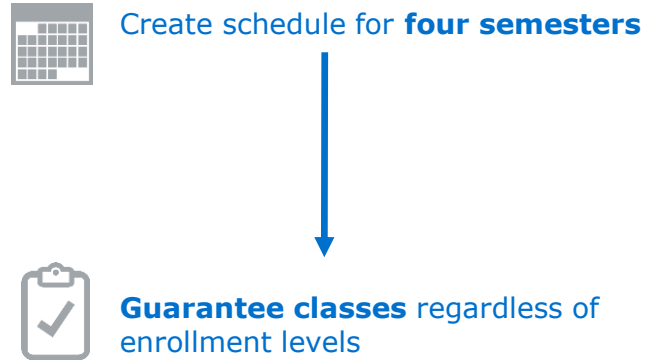 Create schedule for four semesters
Guarantee classes regardless of
enrollment levels